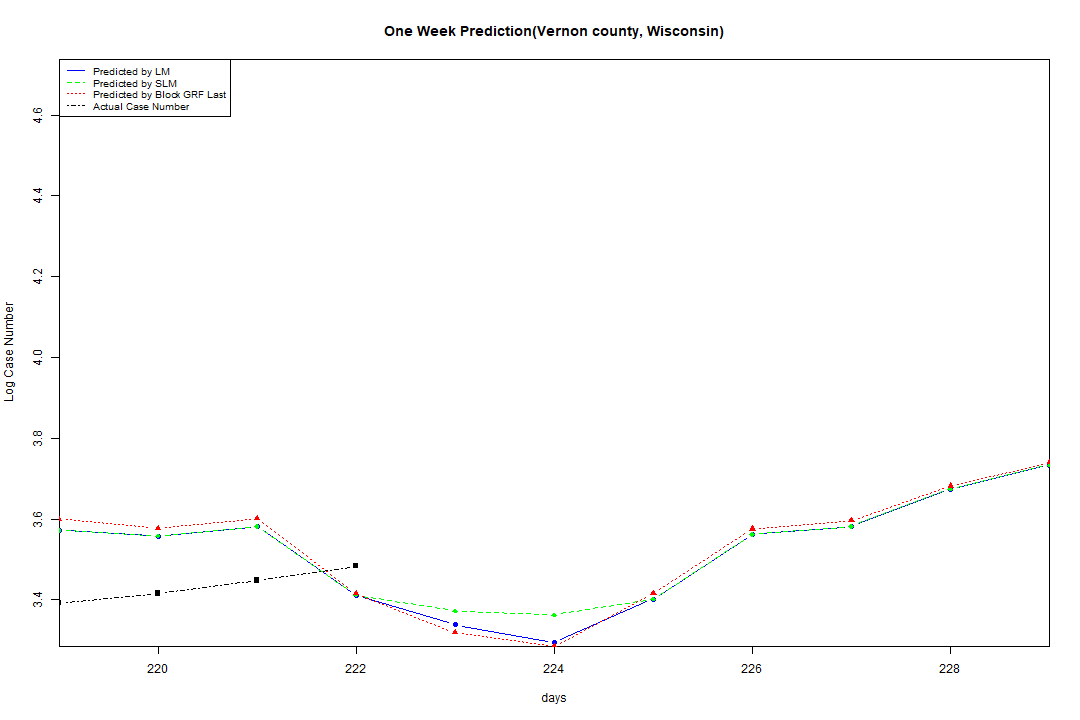 One Week Prediction(Vernon county, Wisconsin)
Predicted by LM
Predicted by SLM
Predicted by Block GRF Last
Actual Case Number
4.6
4.4
4.2
4.0
3.8
3.6
3.4
Log Case Number
220 222 224 226 228
days